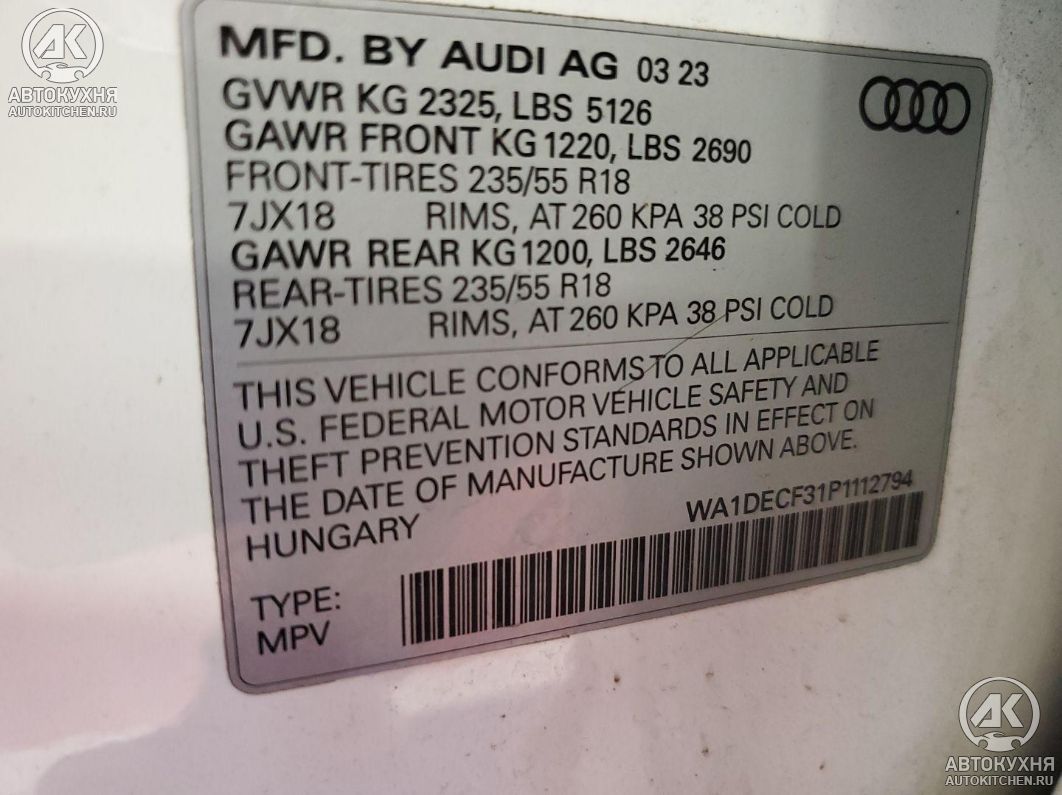 AK
АВТОКУХНЯ
AUTOKITCHEN.RU
MFD. BY AUDI AG 03 23
GVWR KG 2325, LBS 5126
GAWR FRONT KG 1220, LBS 2690
FRONT-TIRES 235/55 R18
7JX18 RIMS, AT 260 KPA 38 PSI COLD
GAWR REAR KG 1200, LBS 2646
REAR-TIRES 235/55 R18
7JX18 RIMS, AT 260 KPA 38 PSI COLD
THIS VEHICLE CONFORMS TO ALL APPLICABLE
U.S. FEDERAL MOTOR VEHICLE SAFETY AND
THEFT PREVENTION STANDARDS IN EFFECT ON
THE DATE OF MANUFACTURE SHOWN ABOVE.
HUNGARY
WA1DECF31P1112794
TYPE:
MPV
AK
АВТОКУХНЯ
AUTOKITCHEN.RU